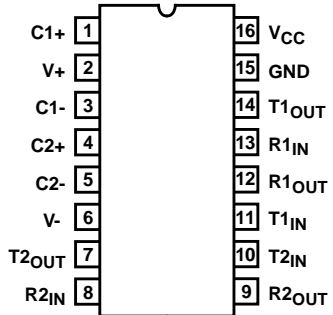 C1+ 1 16 VCC
V+ 2 15 GND
C1- 3 14 T1OUT
C2+ 4 13 R1IN
C2- 5 12 R1OUT
V- 6 11 T1IN
T2OUT 7 10 T2IN
R2IN 8 9 R2OUT